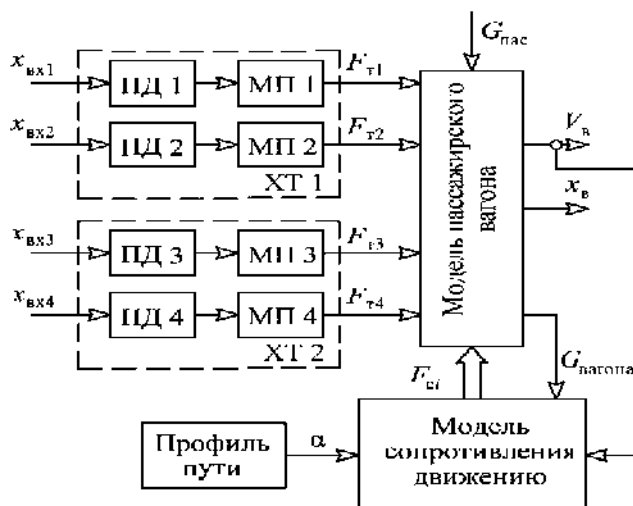 G пас
x вх1
ПД 1
МП 1
F т1
x вх2
ПД 2
МП 2
F т2
ХТ 1
x вх3
ПД 3
МП 3
F т3
x вх4
ПД 4
МП 4
F т4
ХТ 2
Модель пассажирского
вагона
V в
x в
G вагона
F ci
Профиль
пути
α
Модель
сопротивления
движению